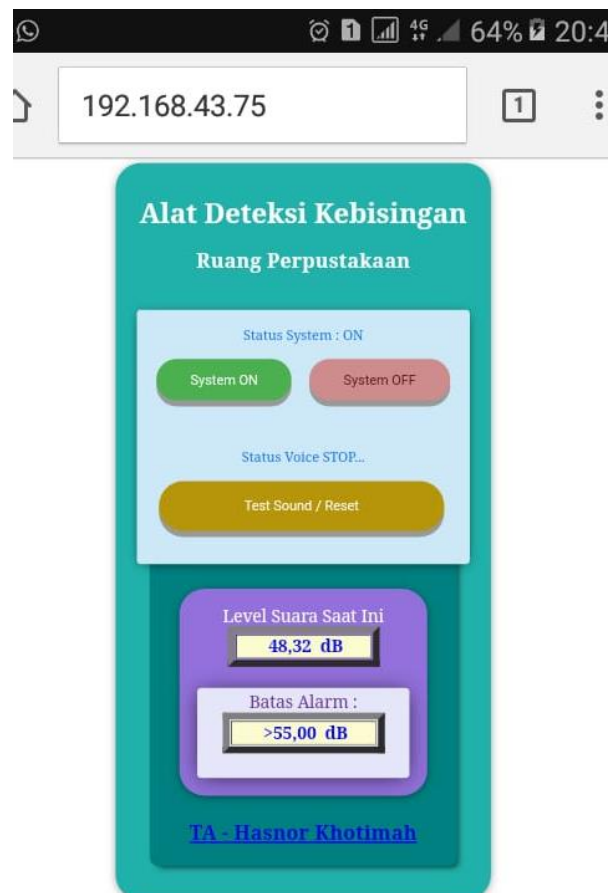 1 4G 64% 20:4
192.168.43.75 1
Alat Deteksi Kebisingan
Ruang Perpustakaan
Status System : ON
System ON System OFF
Status Voice STOP...
Test Sound / Reset
Level Suara Saat Ini
48,32 dB
Batas Alarm :
>55,00 dB
TA - Hasnor Khotimah